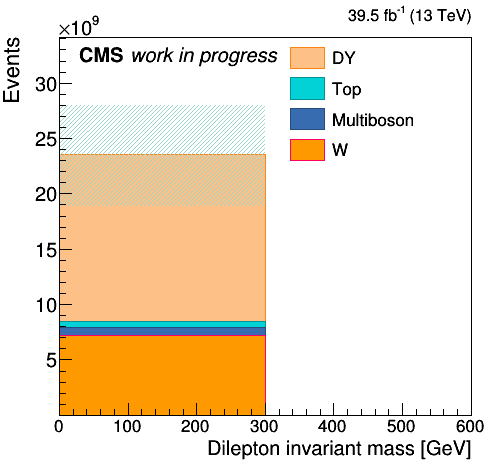 ×10⁹
39.5 fb⁻¹ (13 TeV)
Events
CMS work in progress
DY
Top
Multiboson
W
30
25
20
15
10
5
0 100 200 300 400 500 600
Dilepton invariant mass [GeV]